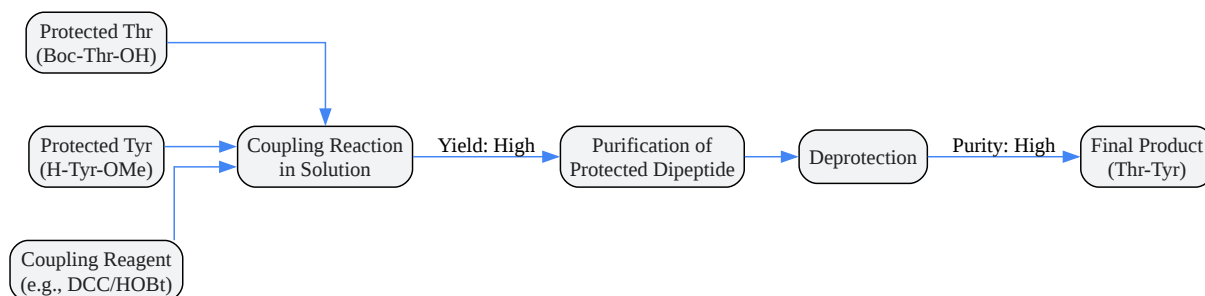 Protected Thr
(Boc-Thr-OH)
Protected Tyr
(H-Tyr-OMe)
Coupling Reagent
(e.g., DCC/HOBt)
Coupling Reaction
in Solution
Yield: High
Purification of
Protected Dipeptide
Deprotection
Purity: High
Final Product
(Thr-Tyr)